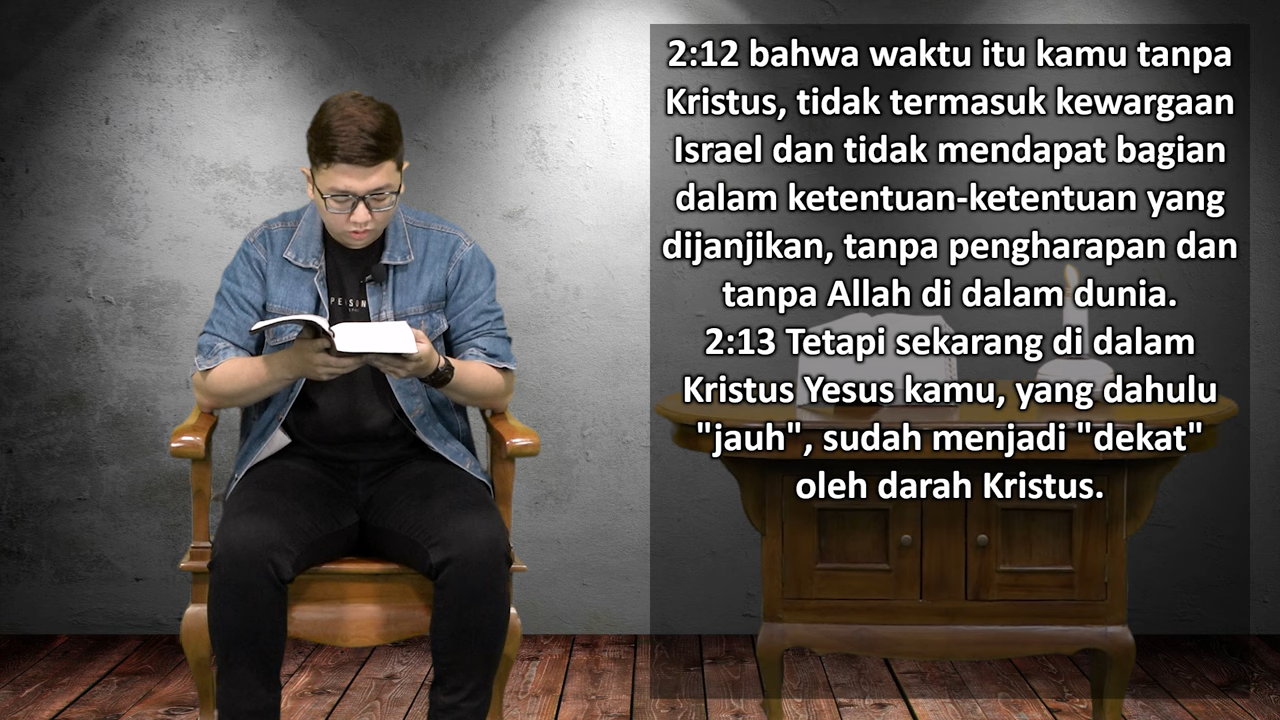 2:12 bahwa waktu itu kamu tanpa
Kristus, tidak termasuk kewargaan
Israel dan tidak mendapat bagian
dalam ketentuan-ketentuan yang
dijanjikan, tanpa pengharapan dan
tanpa Allah di dalam dunia.
2:13 Tetapi sekarang di dalam
Kristus Yesus kamu, yang dahulu
"jauh", sudah menjadi "dekat"
oleh darah Kristus.